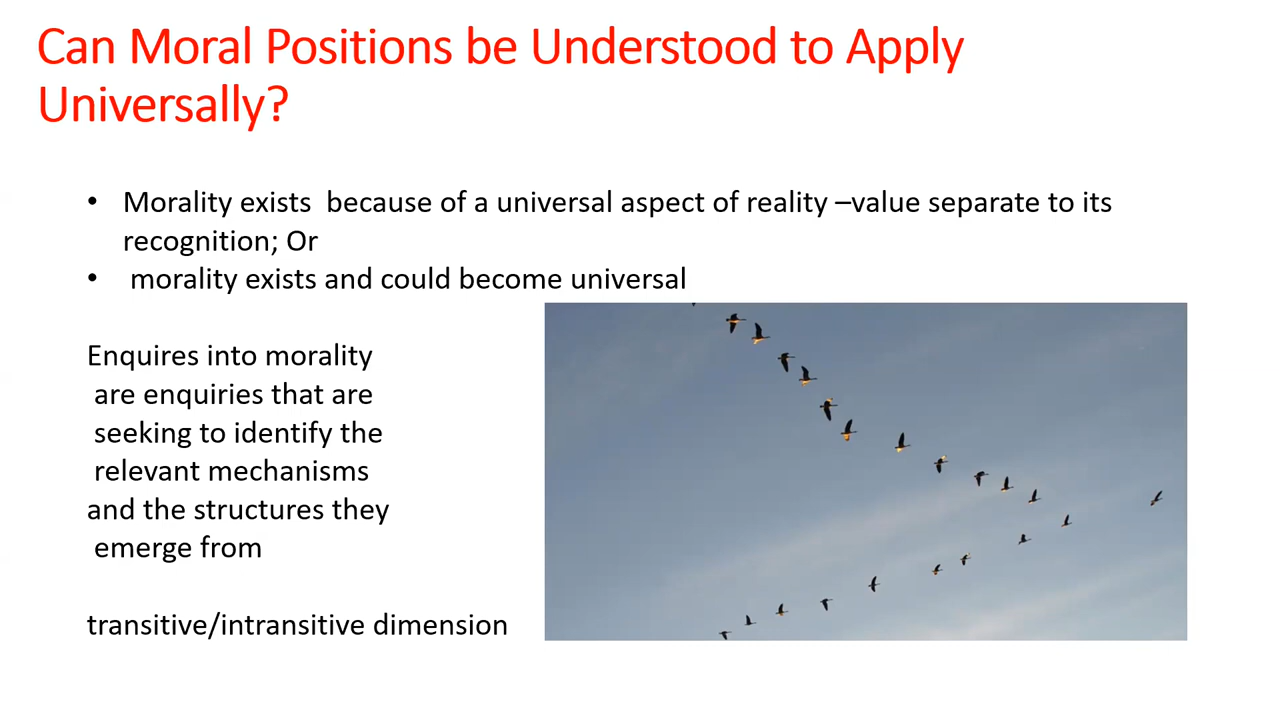 Can Moral Positions be Understood to Apply
Universally?
• Morality exists  because of a universal aspect of reality –value separate to its
recognition; Or
•  morality exists and could become universal
Enquires into morality
are enquiries that are
seeking to identify the
relevant mechanisms
and the structures they
emerge from
transitive/intransitive dimension